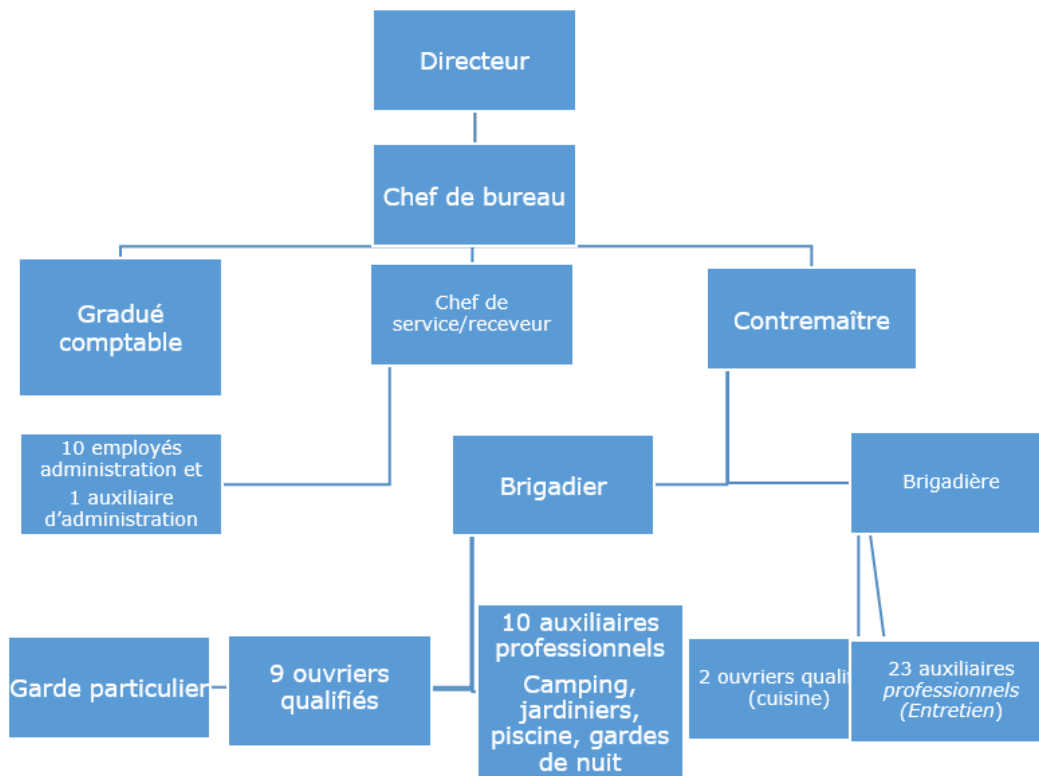 Directeur
Chef de bureau
Gradué
comptable
Chef de
service/receveur
Contremaître
10 employés
administration et
1 auxiliaire
d’administration
Brigadier
Brigadière
Garde particulier
9 ouvriers
qualifiés
10 auxiliaires
professionnels
Camping,
jardiniers,
piscine, gardes
de nuit
2 ouvriers
(cuisine)
23 auxiliaires
professionnels
(Entretien)